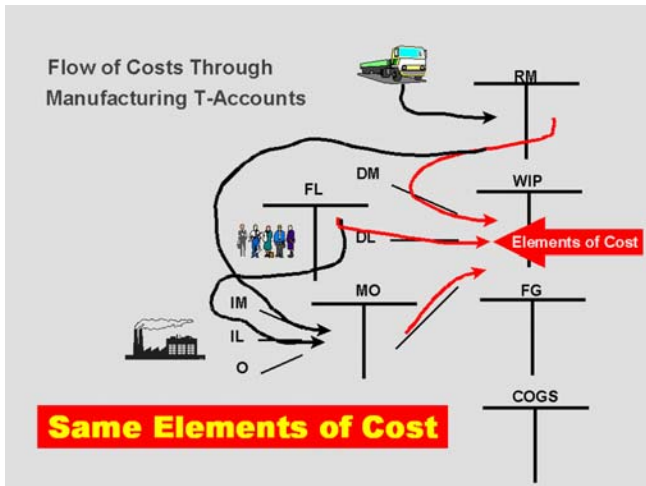 Flow of Costs Through
Manufacturing T-Accounts
RM
DM
WIP
FL
DL
Elements of Cost
IM
MO
FG
IL
O
COGS
Same Elements of Cost